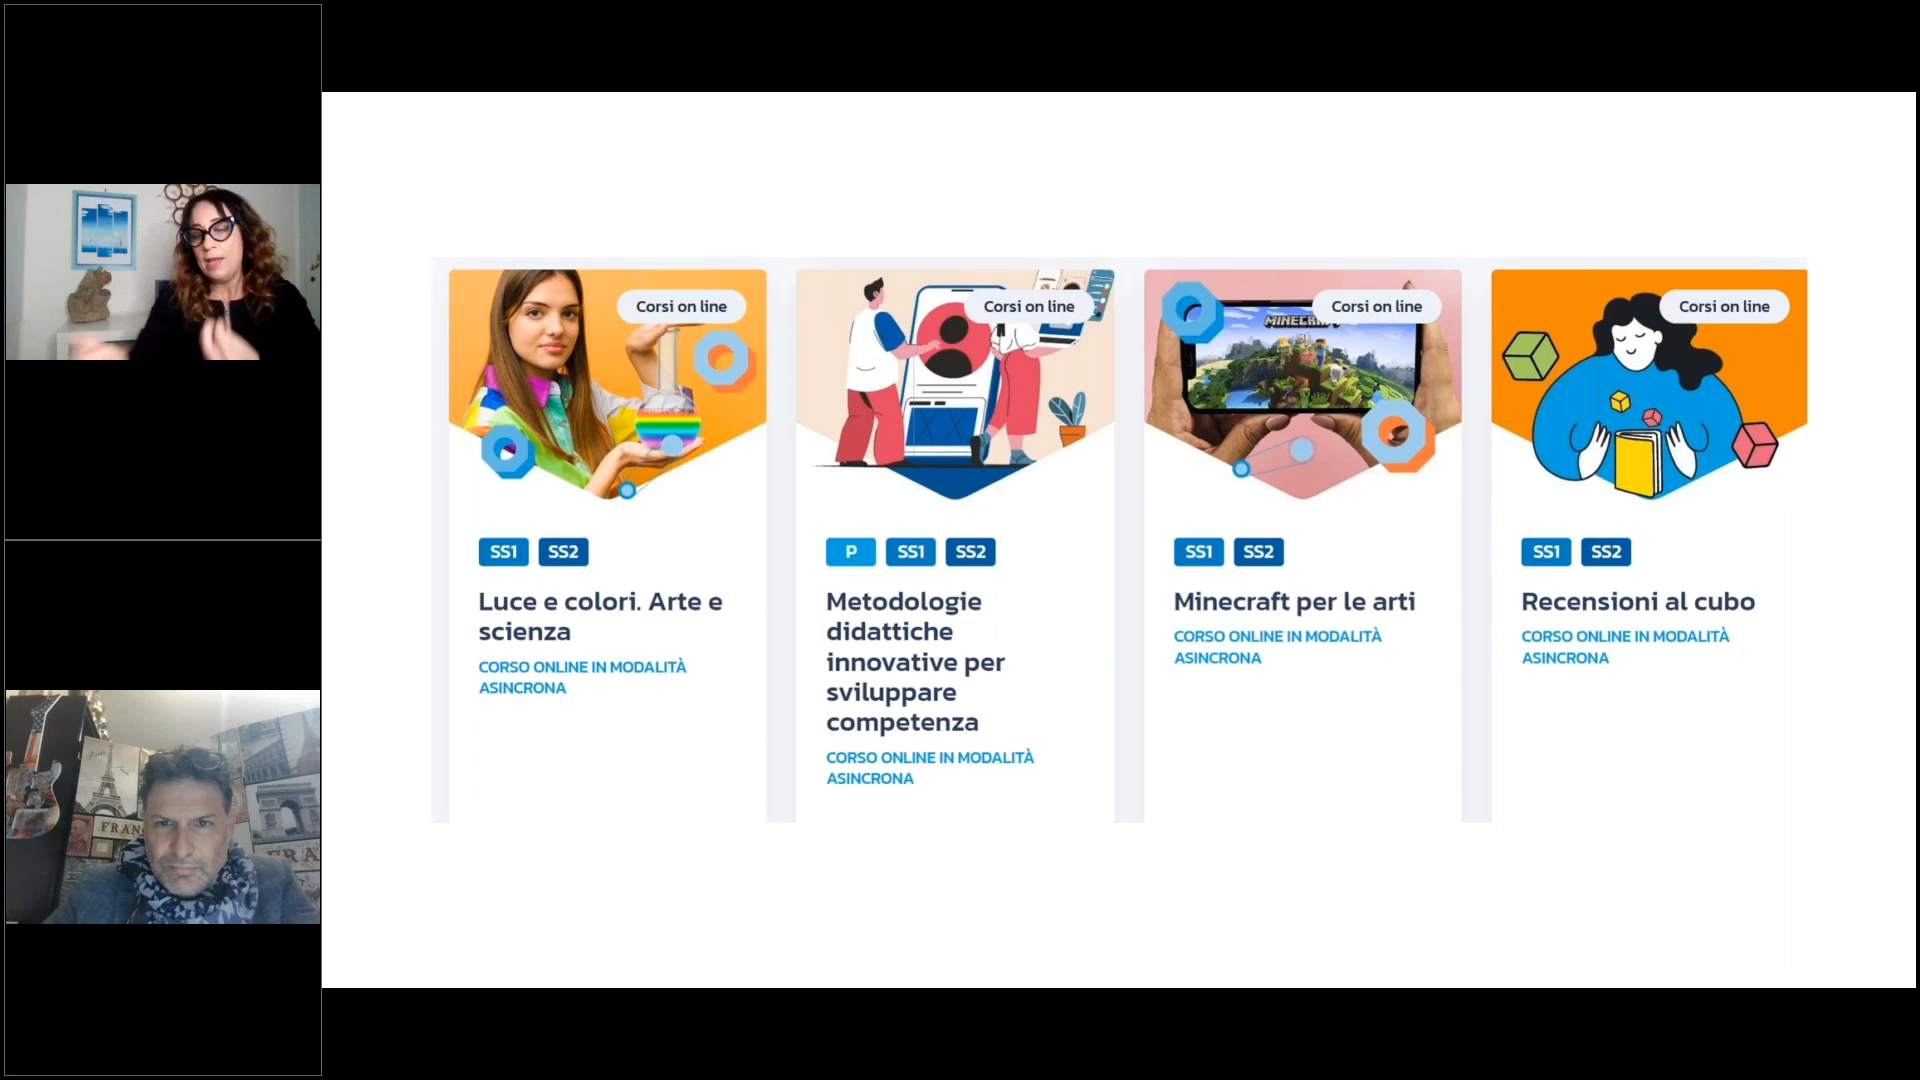 Corsi on line
SS1 SS2
Luce e colori. Arte e
scienza
CORSO ONLINE IN MODALITÀ
ASINCRONA
Corsi on line
P SS1 SS2
Metodologie
didattiche
innovative per
sviluppare
competenza
CORSO ONLINE IN MODALITÀ
ASINCRONA
Corsi on line
SS1 SS2
Minecraft per le arti
CORSO ONLINE IN MODALITÀ
ASINCRONA
Corsi on line
SS1 SS2
Recensioni al cubo
CORSO ONLINE IN MODALITÀ
ASINCRONA